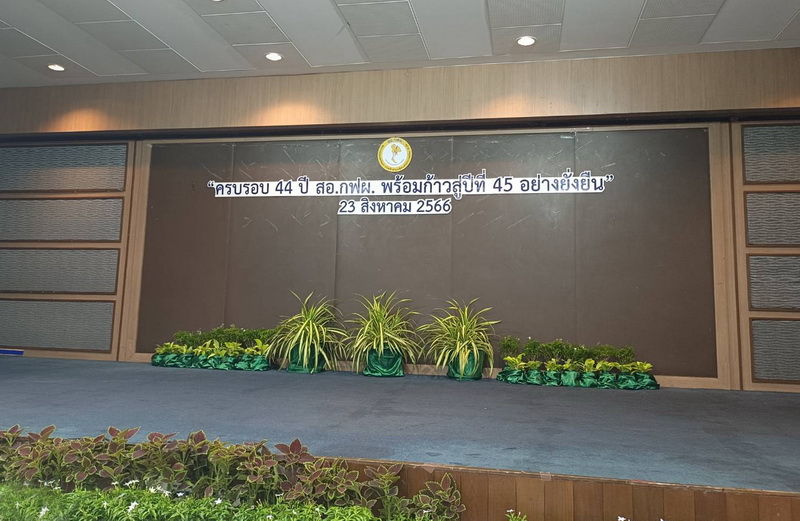 “ครบรอบ 44 ปี สอ.กฟผ. พร้อมก้าวสู่ปีที่ 45 อย่างยั่งยืน”
23 สิงหาคม 2566